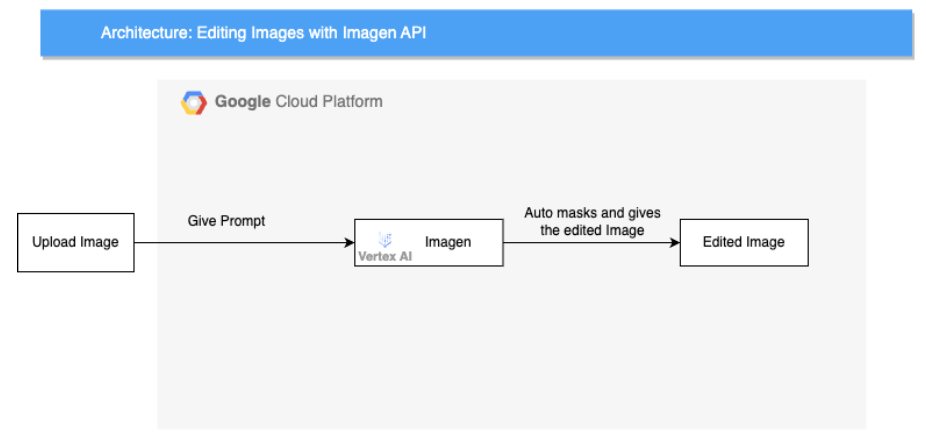 Architecture: Editing Images with Imagen API
Google Cloud Platform
Give Prompt
Auto masks and gives
the edited Image
Upload Image
Imagen
Vertex AI
Edited Image